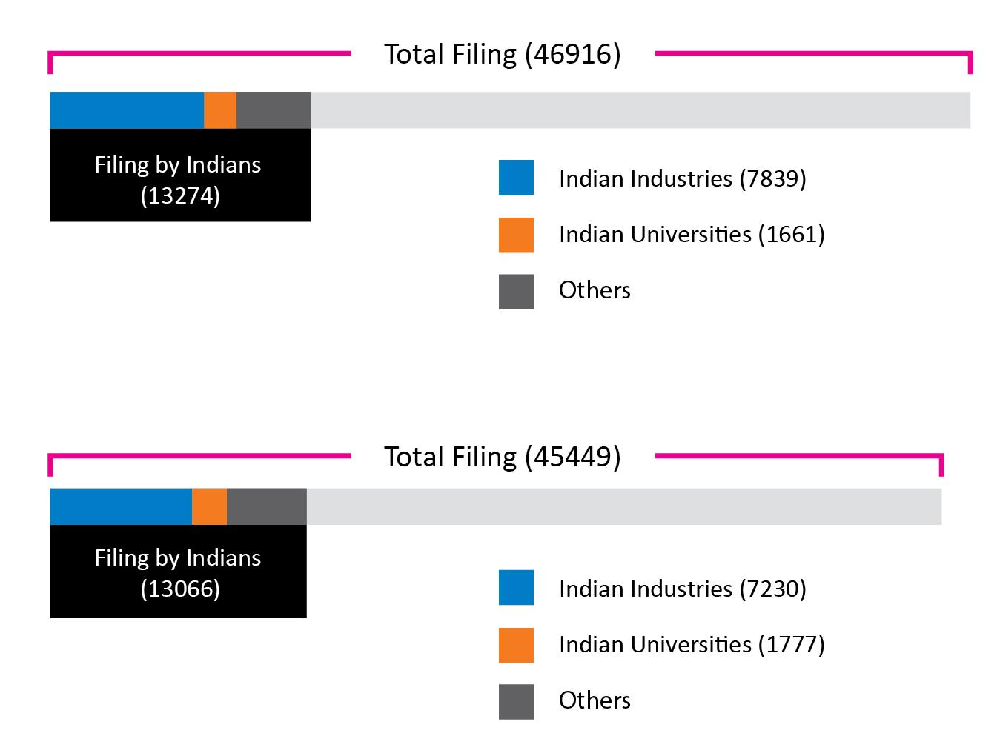 Total Filing (46916)
Filing by Indians
(13274)
Indian Industries (7839)
Indian Universities (1661)
Others
Total Filing (45449)
Filing by Indians
(13066)
Indian Industries (7230)
Indian Universities (1777)
Others